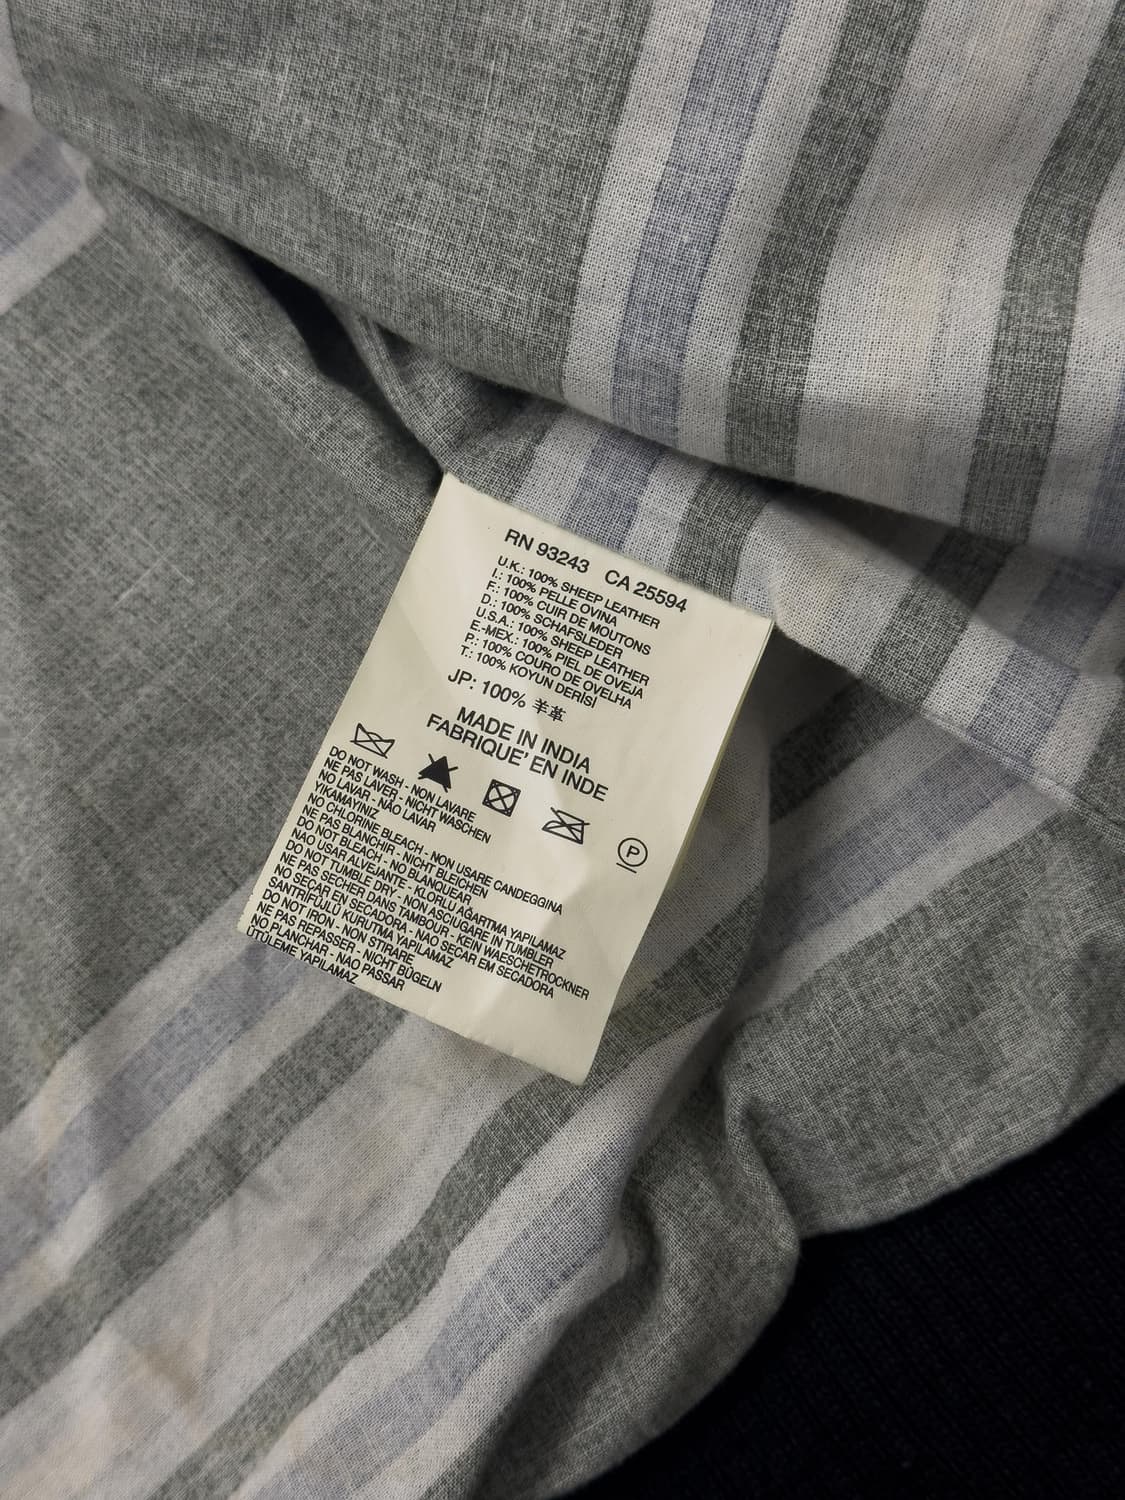 RN 93243 CA 25594
U.K.: 100% SHEEP LEATHER
I.: 100% PELLE OVINA
F.: 100% CUIR DE MOUTONS
D.: 100% SCHAFSLEDER
U.S.A.: 100% SHEEP LEATHER
E.-MEX.: 100% PIEL DE OVEJA
P.: 100% COURO DE OVELHA
T.: 100% KOYUN DERİSİ
JP: 100% 羊革
MADE IN INDIA
FABRIQUE' EN INDE
P
DO NOT WASH - NON LAVARE
NE PAS LAVER - NICHT WASCHEN
NO LAVAR - NÃO LAVAR
YIKAMAYINIZ
NO CHLORINE BLEACH - NON USARE CANDEGGINA
NE PAS BLANCHIR - NICHT BLEICHEN
DO NOT BLEACH - NO BLANQUEAR
NAO USAR ALVEJANTE - KLORLU AĞARTMA YAPILAMAZ
DO NOT TUMBLE DRY - NON ASCIUGARE IN TUMBLER
NE PAS SECHER DANS TAMBOUR - KEIN WAESCHETROCKNER
NO SECAR EN SECADORA - NAO SECAR EM SECADORA
SANTRIFUJLU KURUTMA YAPILAMAZ
DO NOT IRON - NON STIRARE
NE PAS REPASSER - NICHT BÜGELN
NO PLANCHAR - NAO PASSAR
ÜTÜLEME YAPILAMAZ